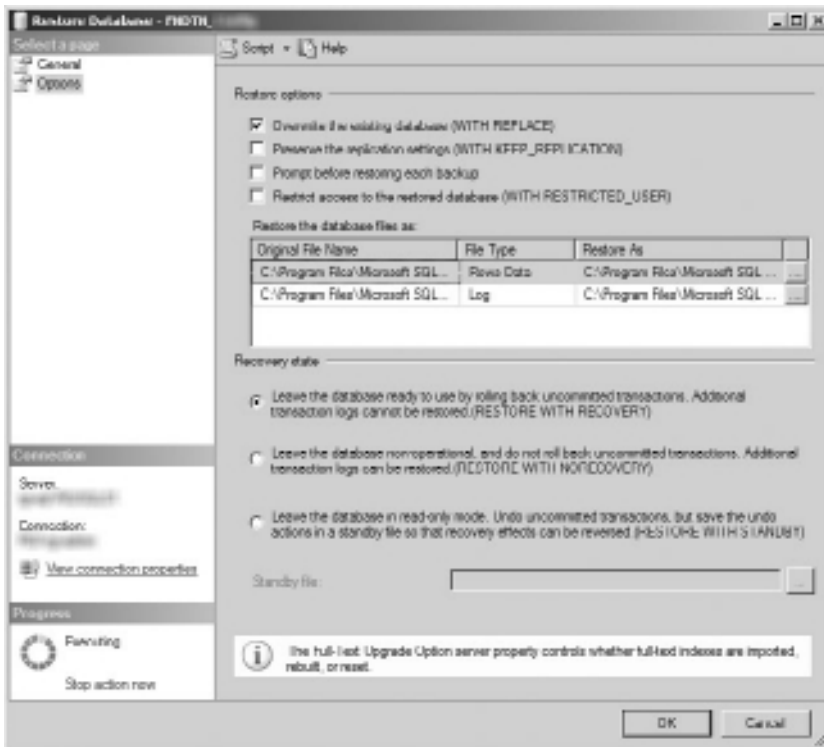 Restore Database -
Select a page
General
Options
Script
Help
Restore options
Overwrite the existing database (WITH REPLACE)
Preserve the replication settings (WITH KEEP_REPLICATION)
Prompt before restoring each backup
Restrict access to the restored database (WITH RESTRICTED_USER)
Restore the database files as:
Original File Name File Type Restore As
C:\Program Files\Microsoft SQL... Rows Data C:\Program Files\Microsoft SQL ... ...
C:\Program Files\Microsoft SQL... Log C:\Program Files\Microsoft SQL ... ...
Recovery state
Leave the database ready to use by rolling back uncommitted transactions. Additional
transaction logs cannot be restored.(RESTORE WITH RECOVERY)
Leave the database non-operational, and do not roll back uncommitted transactions. Additional
transaction logs can be restored.(RESTORE WITH NORECOVERY)
Leave the database in read-only mode. Undo uncommitted transactions, but save the undo
actions in a standby file so that recovery effects can be reversed.(RESTORE WITH STANDBY)
Standby file:
...
Connection
Server:
Connection:
View connection properties
Progress
Executing
Stop action now
The Full-Text Upgrade Option server property controls whether full-text indexes are imported,
rebuilt, or reset.
OK
Cancel